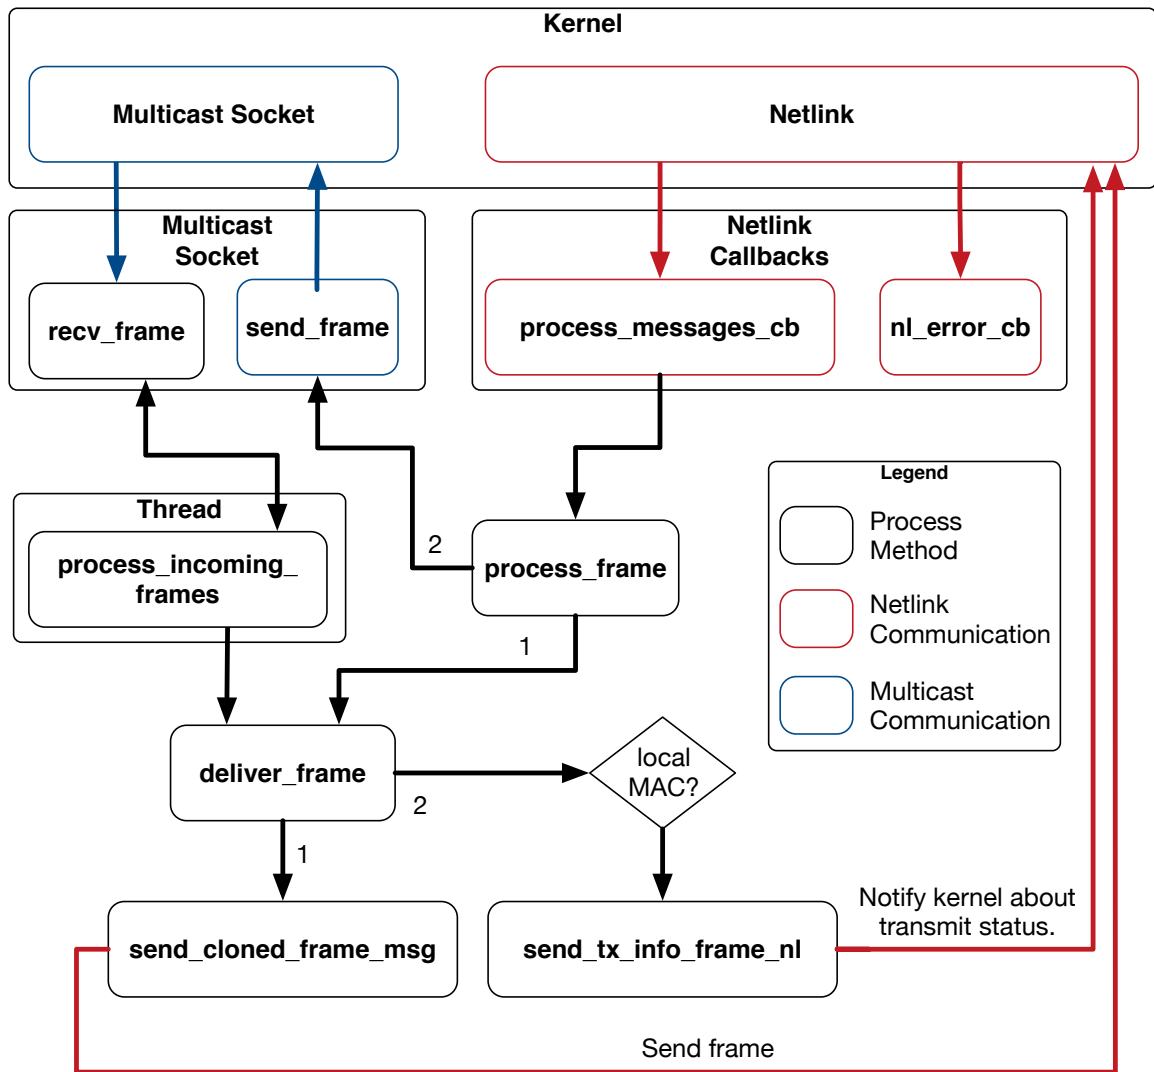 Kernel
Multicast Socket
Netlink
Multicast
Socket
Netlink
Callbacks
recv_frame
send_frame
process_messages_cb
nl_error_cb
Legend
Process
Method
Netlink
Communication
Multicast
Communication
Thread
process_incoming_
frames
2
process_frame
1
deliver_frame
2
local
MAC?
1
send_cloned_frame_msg
send_tx_info_frame_nl
Notify kernel about
transmit status.
Send frame